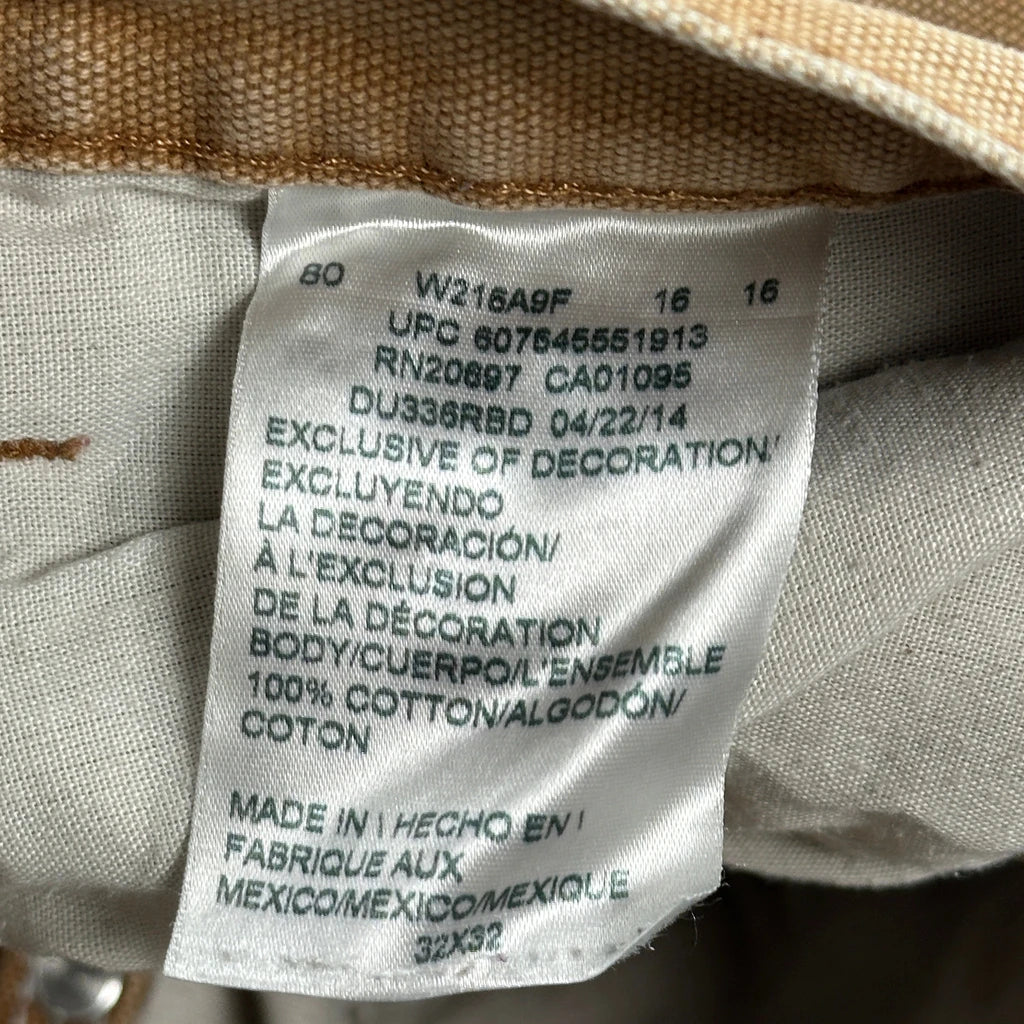 80 W216A9F 16 16
UPC 607645551913
RN20697 CA01095
DU336RBD 04/22/14
EXCLUSIVE OF DECORATION/
EXCLUYENDO
LA DECORACIÓN/
À L'EXCLUSION
DE LA DÉCORATION
BODY/CUERPO/L'ENSEMBLE
100% COTTON/ALGODÓN/
COTON
MADE IN \ HECHO EN \
FABRIQUE AUX
MEXICO/MEXICO/MEXIQUE
32X32